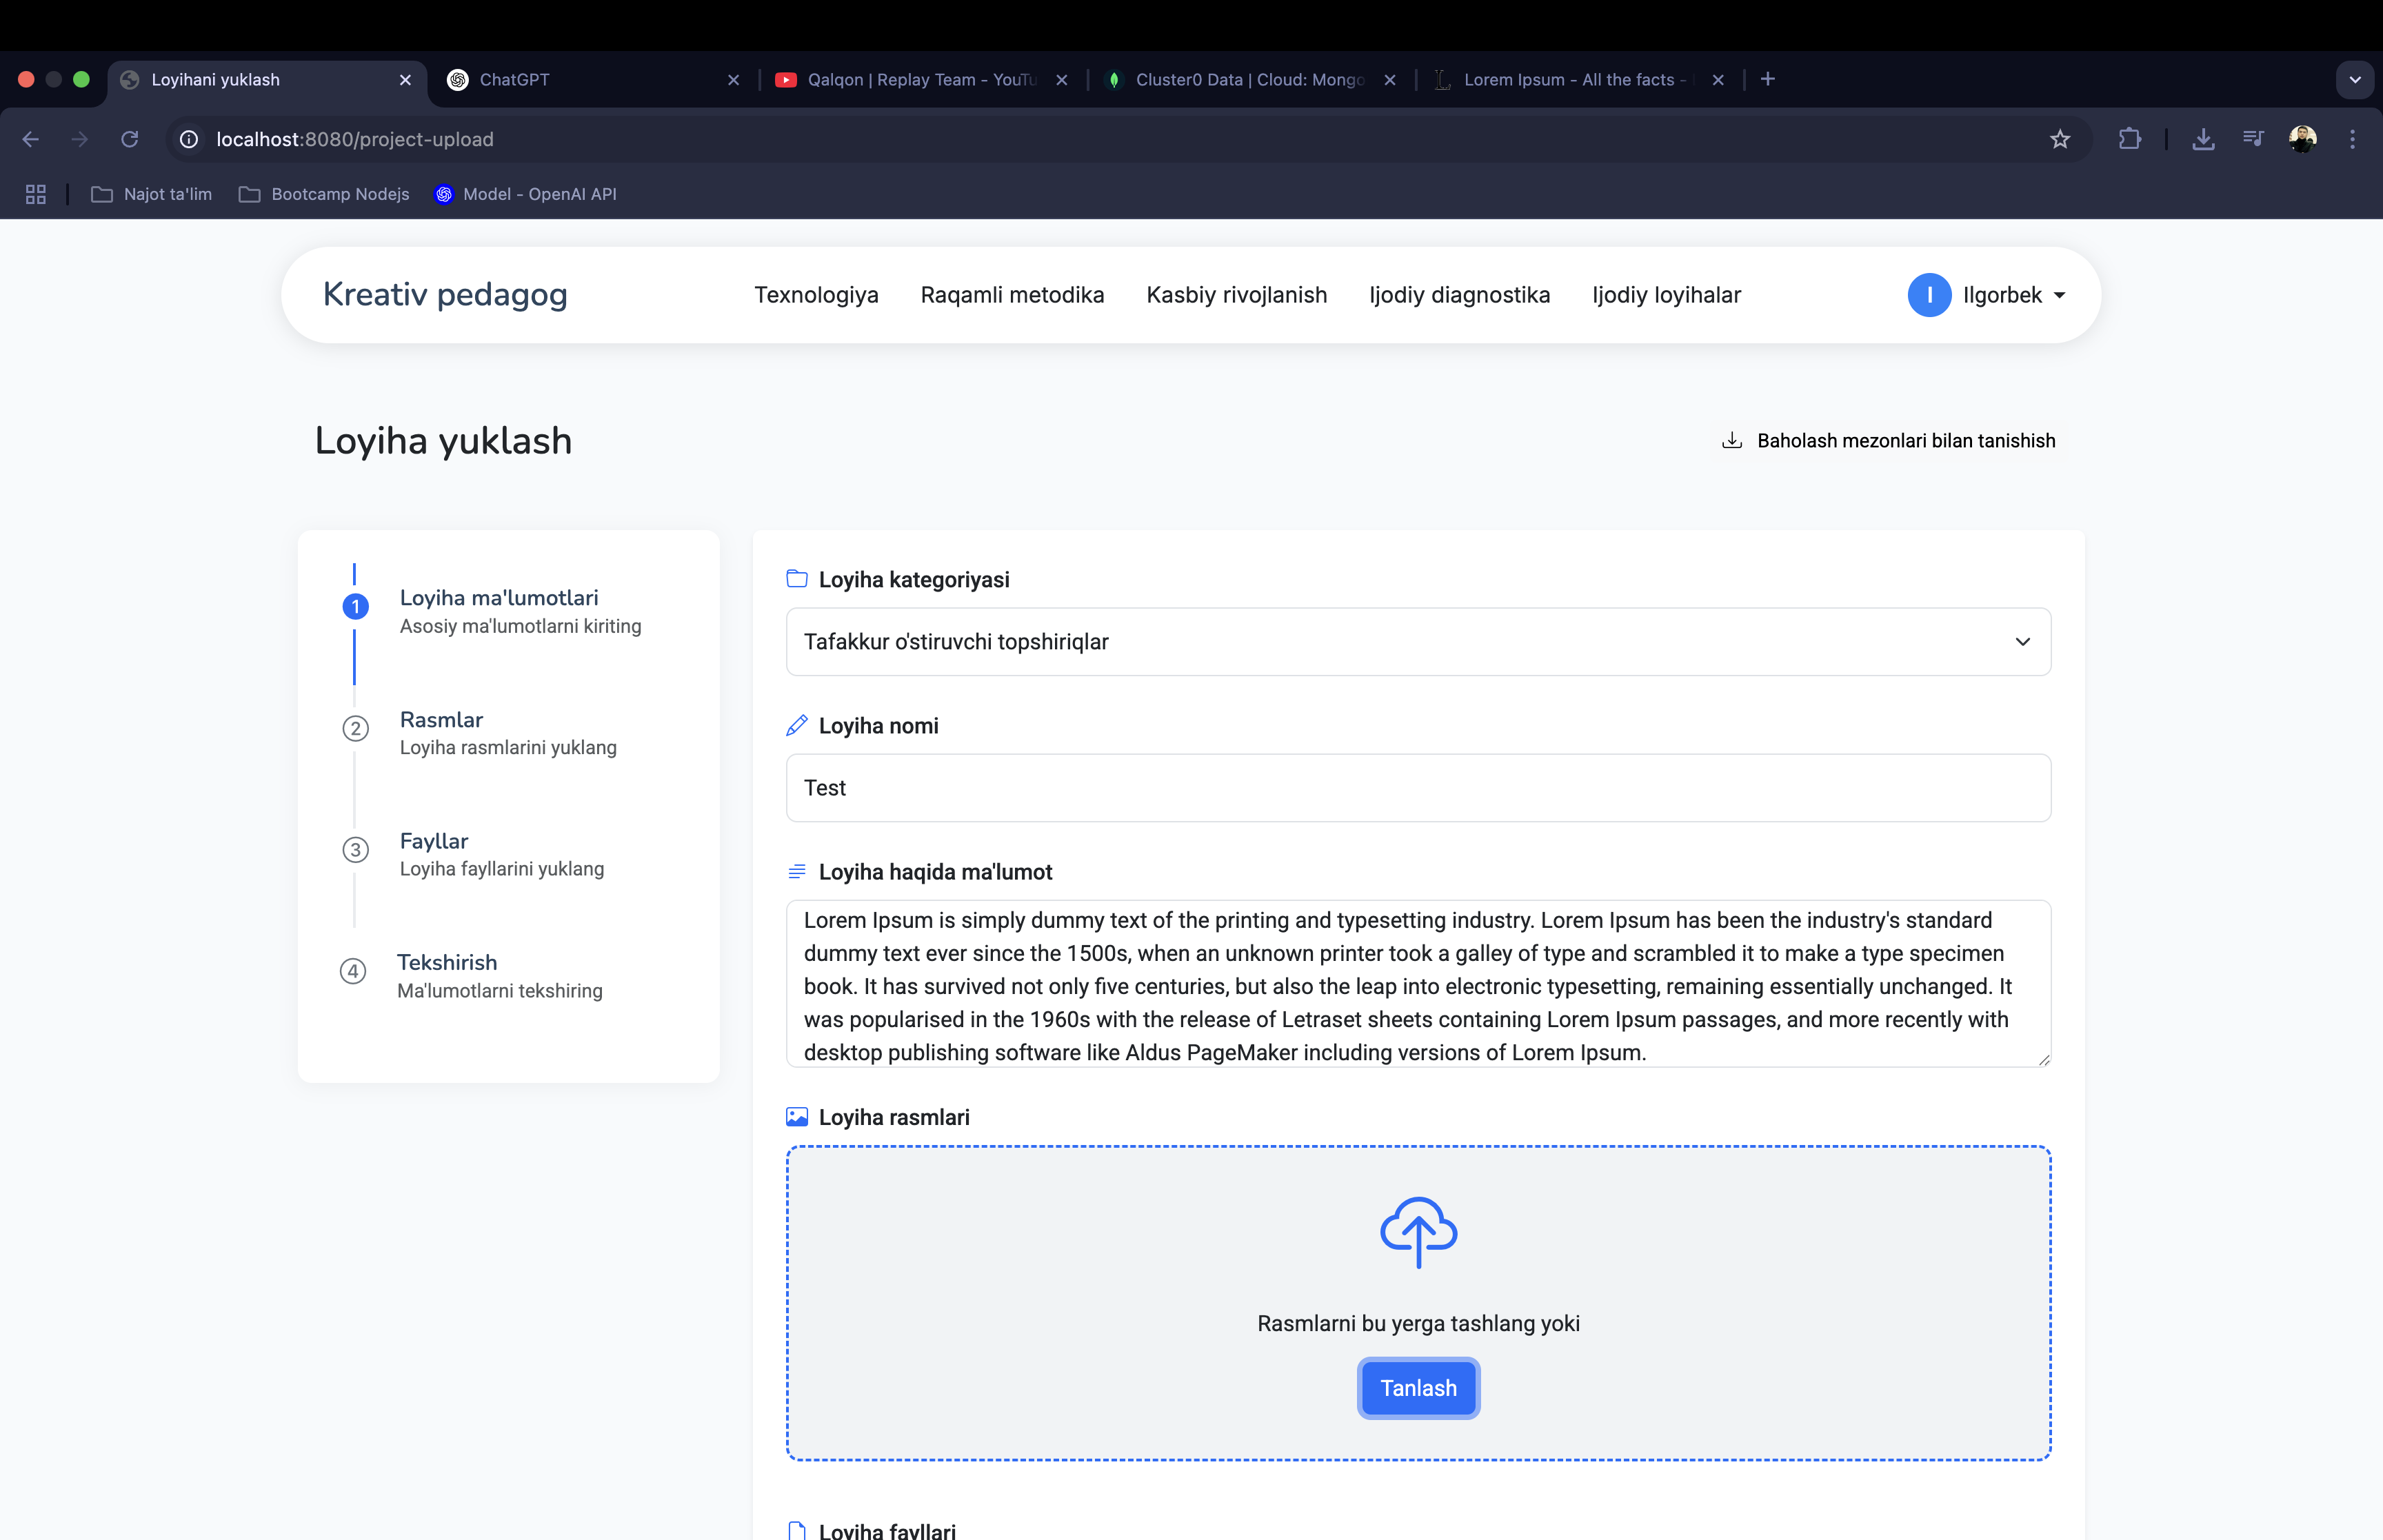 Loyihani yuklash
ChatGPT
Qalqon | Replay Team - YouTu
Cluster0 Data | Cloud: Mongo
Lorem Ipsum - All the facts -
localhost:8080/project-upload
Najot ta'lim
Bootcamp Nodejs
Model - OpenAI API
Kreativ pedagog
Texnologiya
Raqamli metodika
Kasbiy rivojlanish
Ijodiy diagnostika
Ijodiy loyihalar
I
Ilgorbek
Loyiha yuklash
Baholash mezonlari bilan tanishish
1
Loyiha ma'lumotlari
Asosiy ma'lumotlarni kiriting
2
Rasmlar
Loyiha rasmlarini yuklang
3
Fayllar
Loyiha fayllarini yuklang
4
Tekshirish
Ma'lumotlarni tekshiring
Loyiha kategoriyasi
Tafakkur o'stiruvchi topshiriqlar
Loyiha nomi
Test
Loyiha haqida ma'lumot
Lorem Ipsum is simply dummy text of the printing and typesetting industry. Lorem Ipsum has been the industry's standard
dummy text ever since the 1500s, when an unknown printer took a galley of type and scrambled it to make a type specimen
book. It has survived not only five centuries, but also the leap into electronic typesetting, remaining essentially unchanged. It
was popularised in the 1960s with the release of Letraset sheets containing Lorem Ipsum passages, and more recently with
desktop publishing software like Aldus PageMaker including versions of Lorem Ipsum.
Loyiha rasmlari
Rasmlarni bu yerga tashlang yoki
Tanlash
Loyiha fayllari